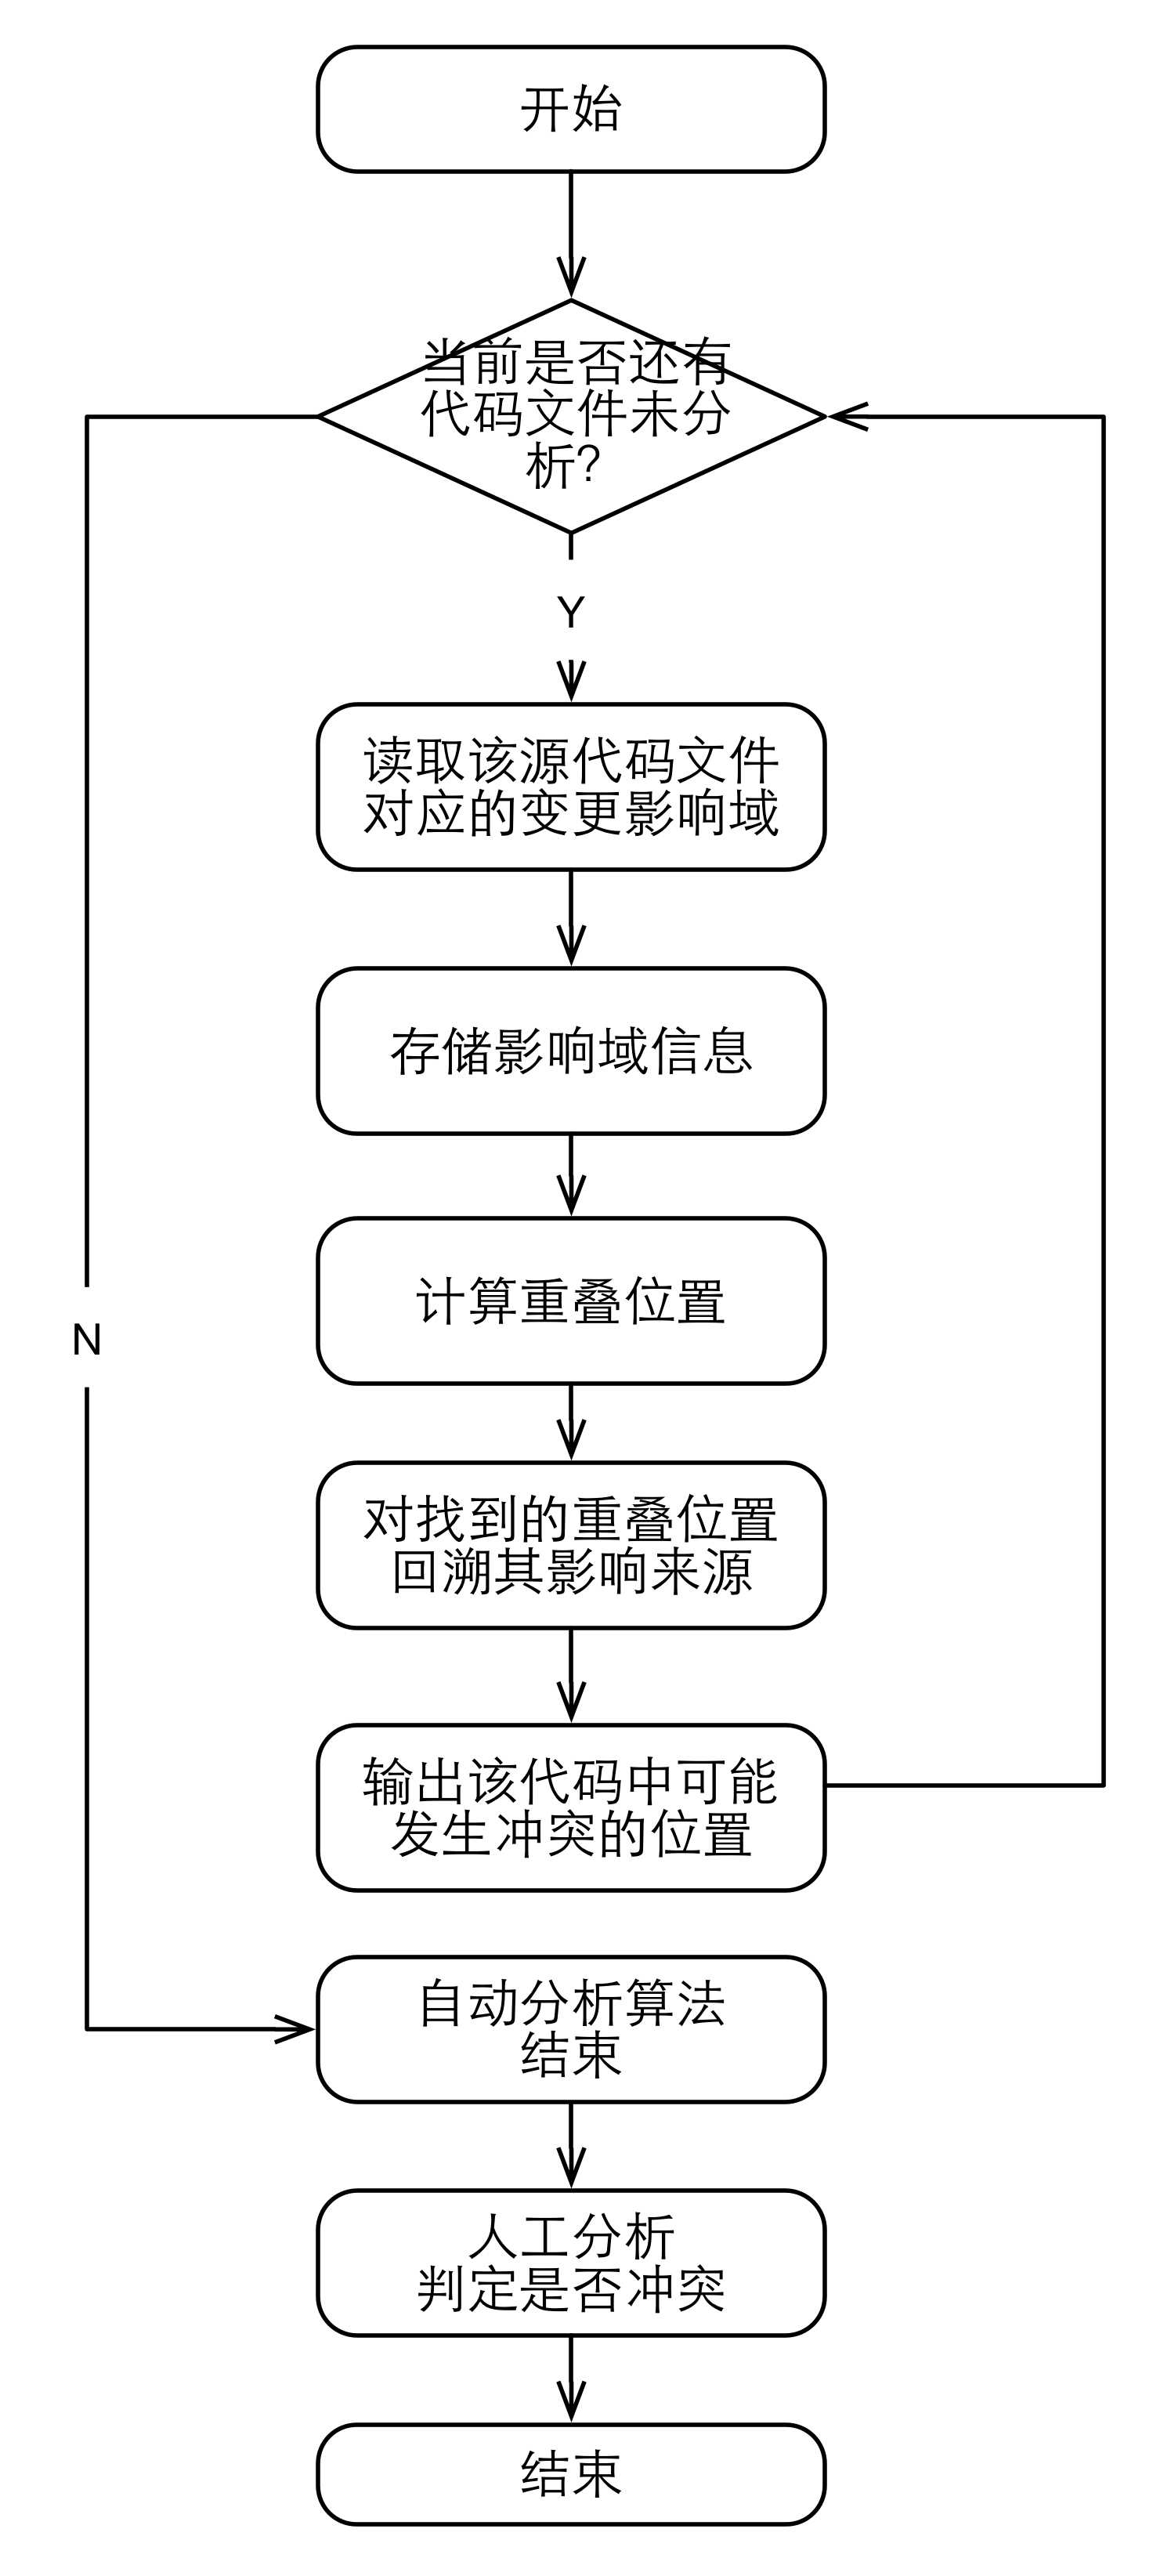 开始
当前是否还有
代码文件未分
析?
Y
读取该源代码文件
对应的变更影响域
存储影响域信息
计算重叠位置
N
对找到的重叠位置
回溯其影响来源
输出该代码中可能
发生冲突的位置
自动分析算法
结束
人工分析
判定是否冲突
结束